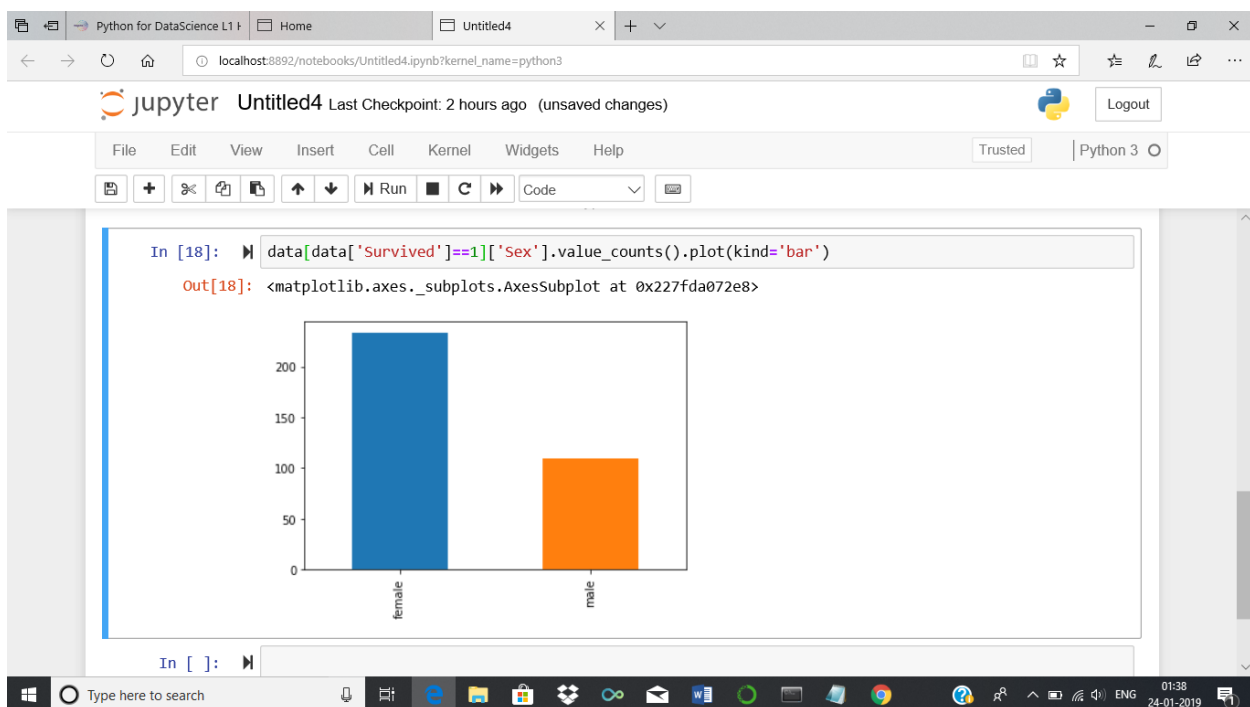 Python for DataScience L1 H
Home
Untitled4
localhost:8892/notebooks/Untitled4.ipynb?kernel_name=python3
jupyter Untitled4 Last Checkpoint: 2 hours ago (unsaved changes)
Logout
File Edit View Insert Cell Kernel Widgets Help
Trusted
Python 3
Run
Code
In [18]: data[data['Survived']==1]['Sex'].value_counts().plot(kind='bar')
Out[18]: <matplotlib.axes._subplots.AxesSubplot at 0x227fda072e8>
200
150
100
50
0
female
male
In [ ]:
Type here to search
ENG
01:38
24-01-2019